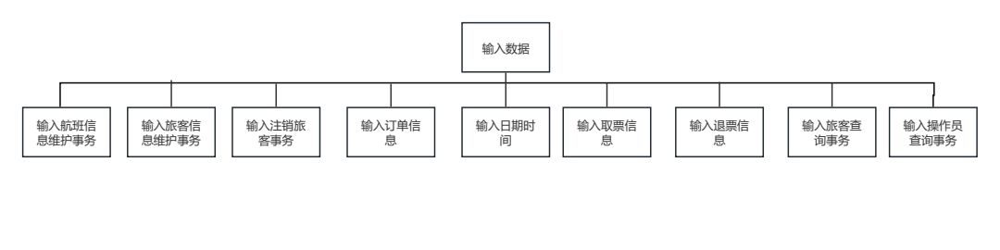 输入数据
输入航班信
息维护事务
输入旅客信
息维护事务
输入注销旅
客事务
输入订单信
息
输入日期时
间
输入取票信
息
输入退票信
息
输入旅客查
询事务
输入操作员
查询事务